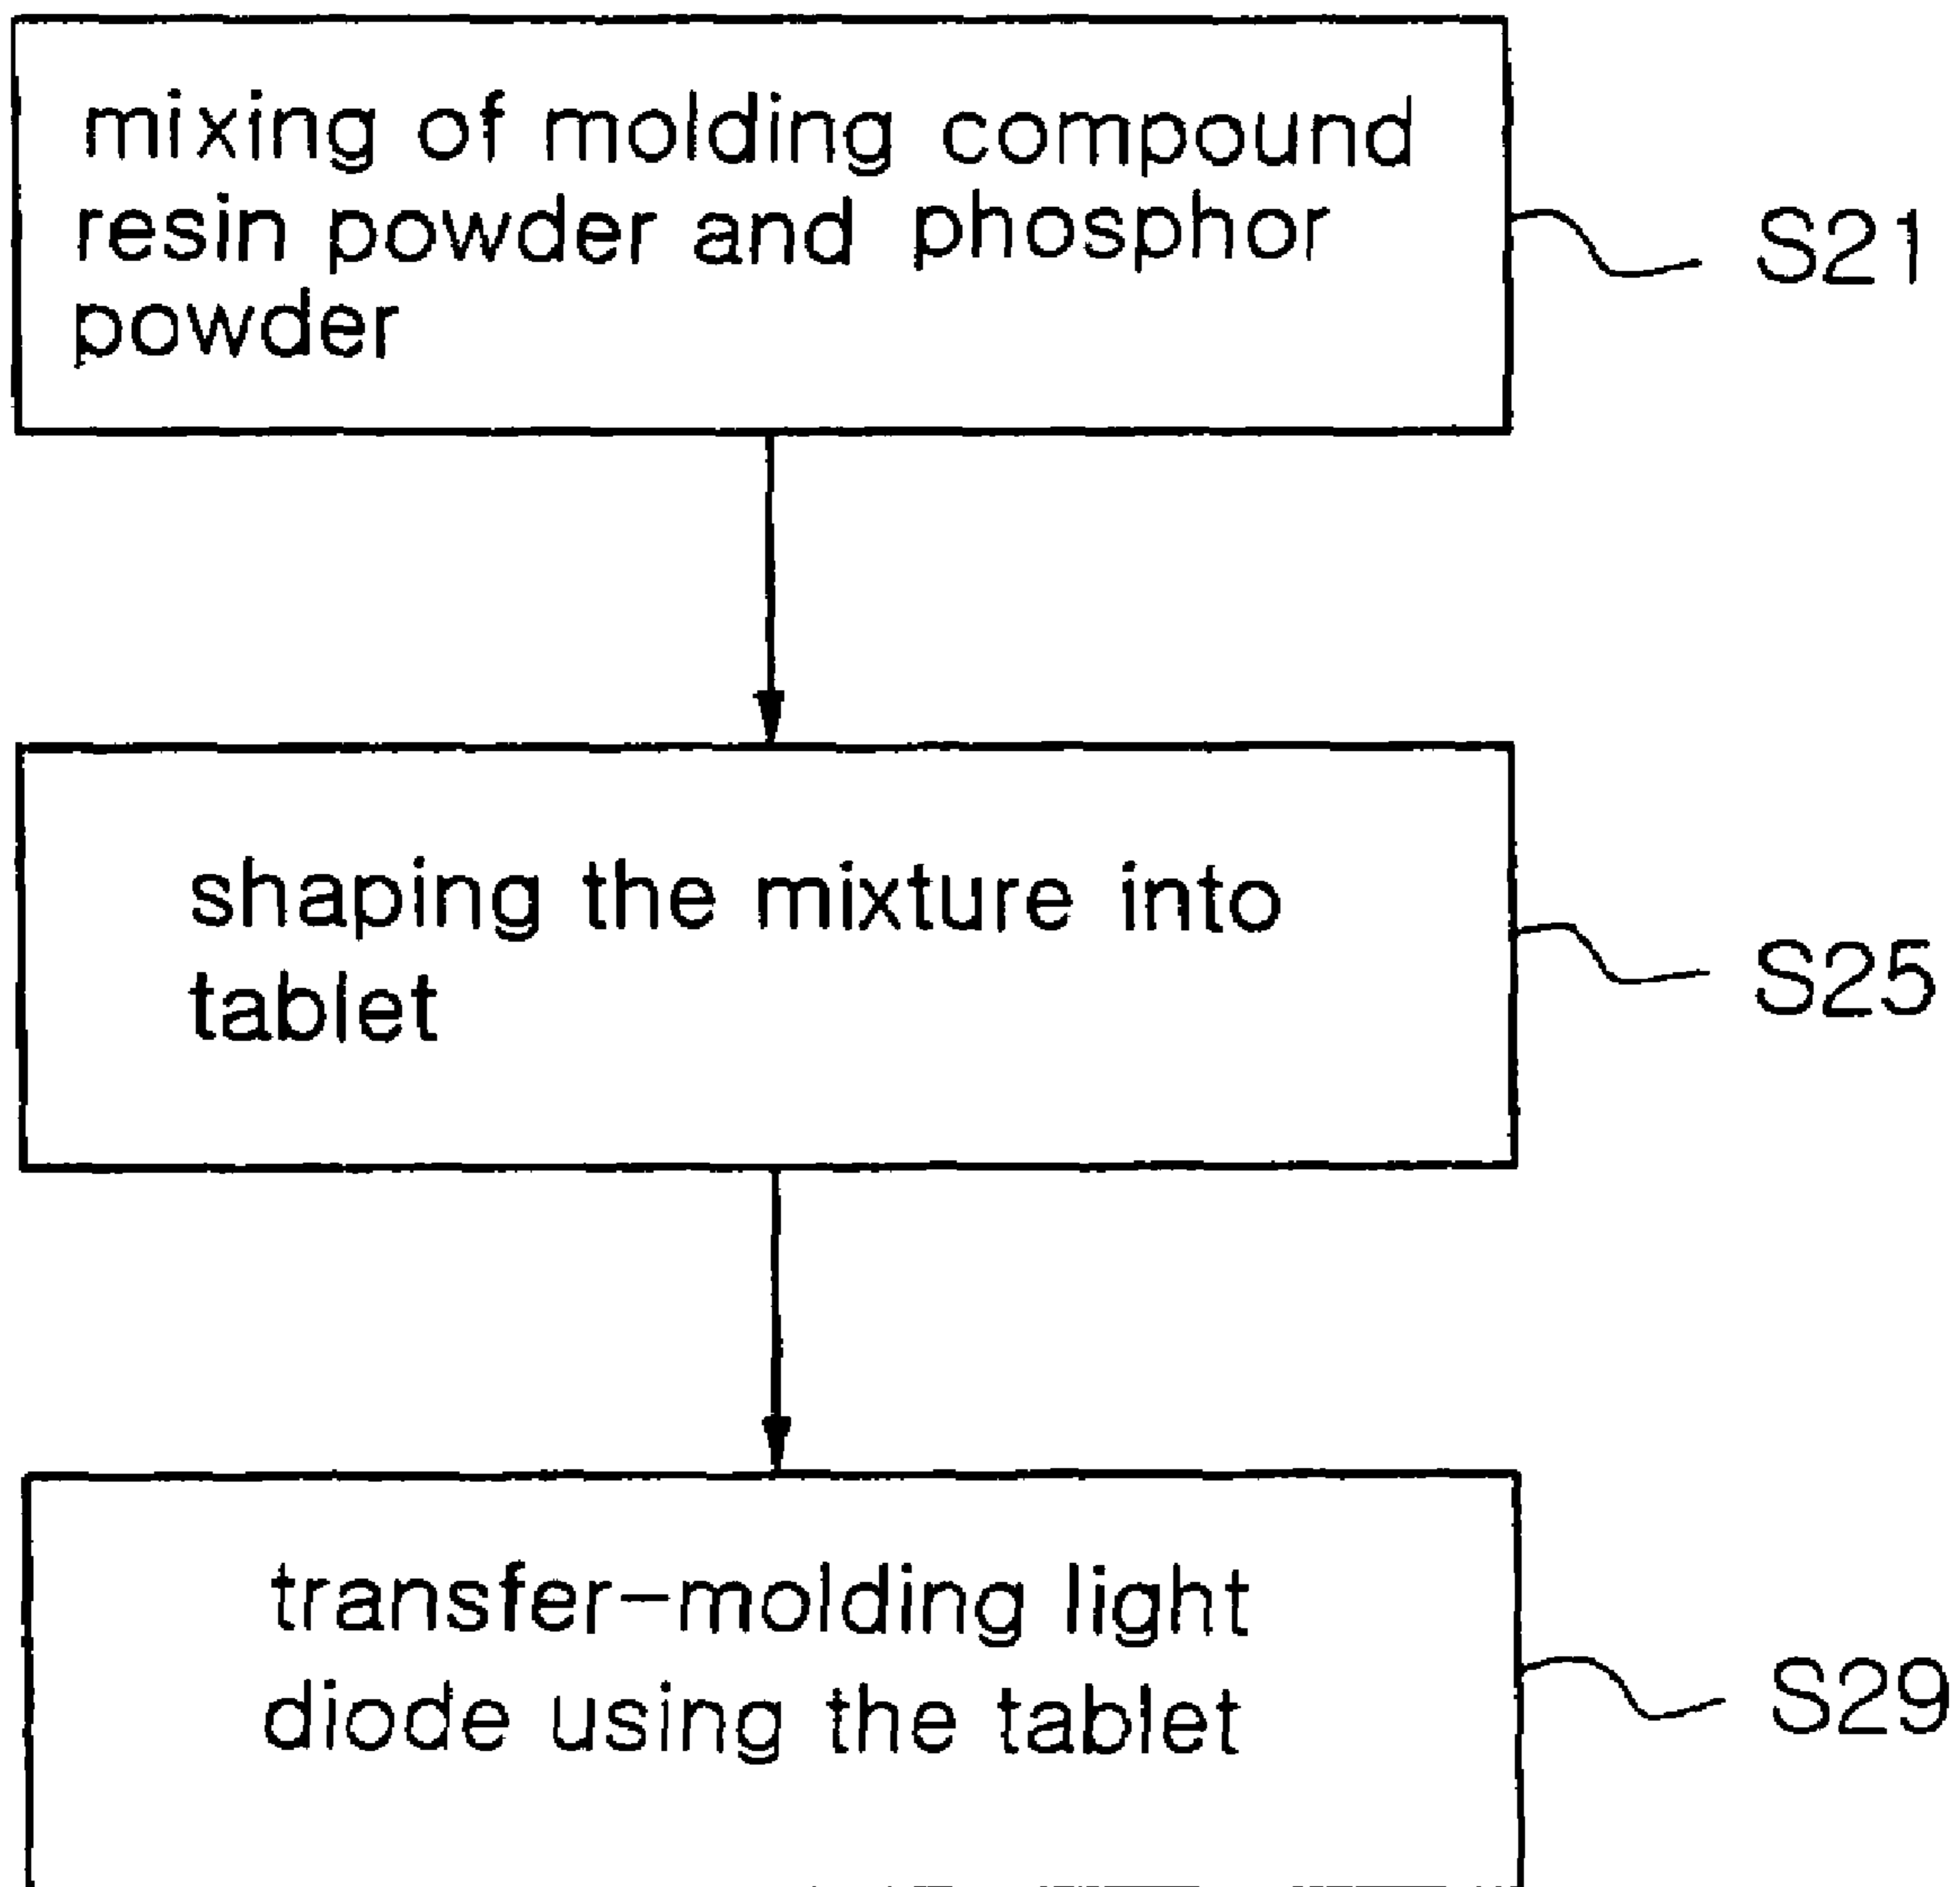 mixing of molding compound
resin powder and phosphor
powder
S21
shaping the mixture into
tablet
S25
transfer-molding light
diode using the tablet
S29